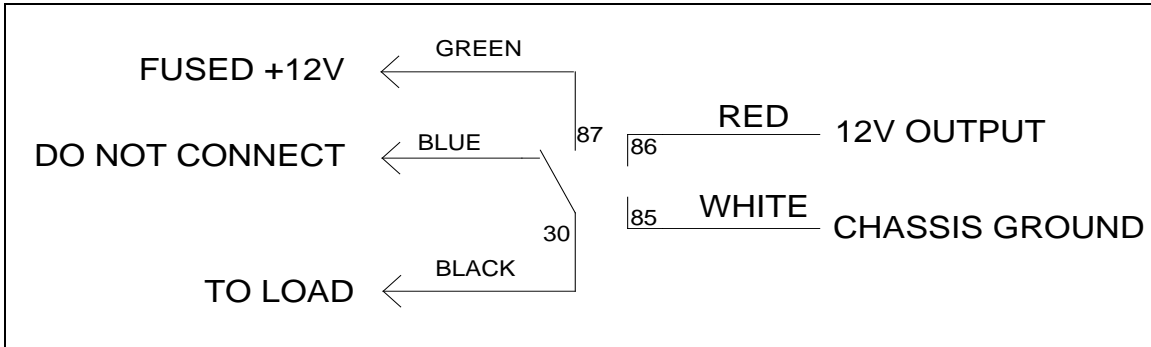 GREEN
FUSED +12V
87
RED
12V OUTPUT
86
BLUE
DO NOT CONNECT
WHITE
85
CHASSIS GROUND
30
BLACK
TO LOAD